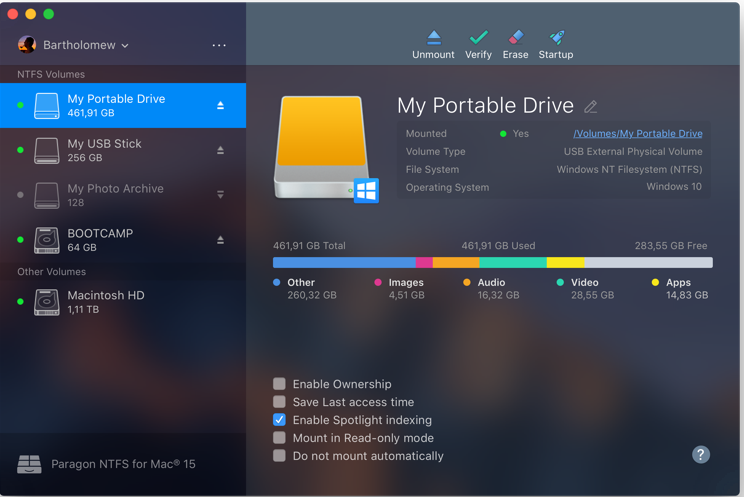 Bartholomew
Unmount Verify Erase Startup
NTFS Volumes
My Portable Drive
461,91 GB
My USB Stick
256 GB
My Photo Archive
128
BOOTCAMP
64 GB
Other Volumes
Macintosh HD
1,11 TB
Paragon NTFS for Mac® 15
My Portable Drive
Mounted Yes /Volumes/My Portable Drive
Volume Type USB External Physical Volume
File System Windows NT Filesystem (NTFS)
Operating System Windows 10
461,91 GB Total 461,91 GB Used 283,55 GB Free
Other Images Audio Video Apps
260,32 GB 4,51 GB 16,32 GB 28,55 GB 14,83 GB
Enable Ownership
Save Last access time
Enable Spotlight indexing
Mount in Read-only mode
Do not mount automatically
?